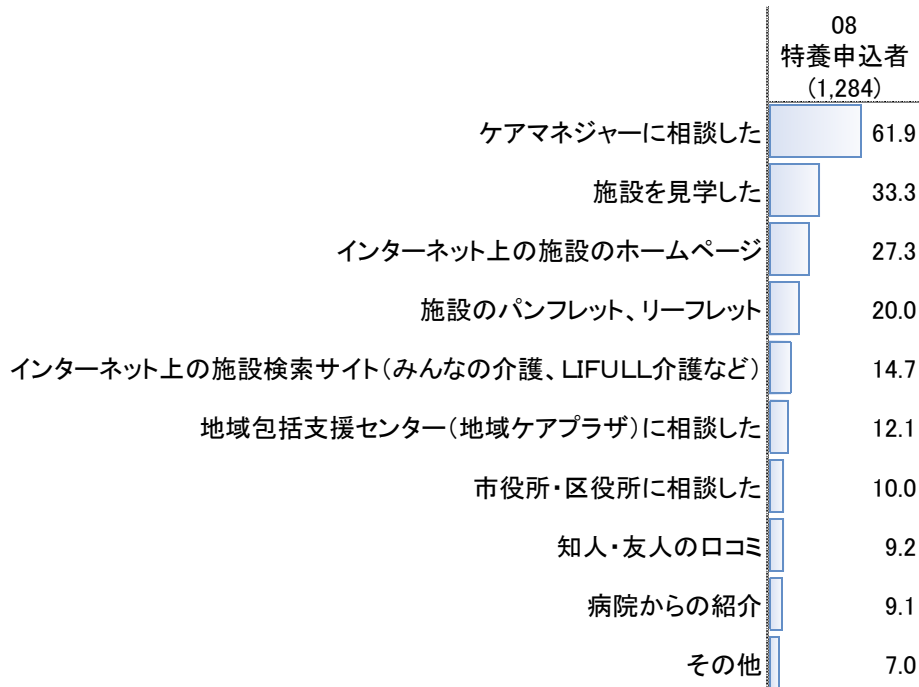 08
特養申込者
(1,284)
ケアマネジャーに相談した 61.9
施設を見学した 33.3
インターネット上の施設のホームページ 27.3
施設のパンフレット、リーフレット 20.0
インターネット上の施設検索サイト(みんなの介護、LIFULL介護など) 14.7
地域包括支援センター(地域ケアプラザ)に相談した 12.1
市役所・区役所に相談した 10.0
知人・友人の口コミ 9.2
病院からの紹介 9.1
その他 7.0